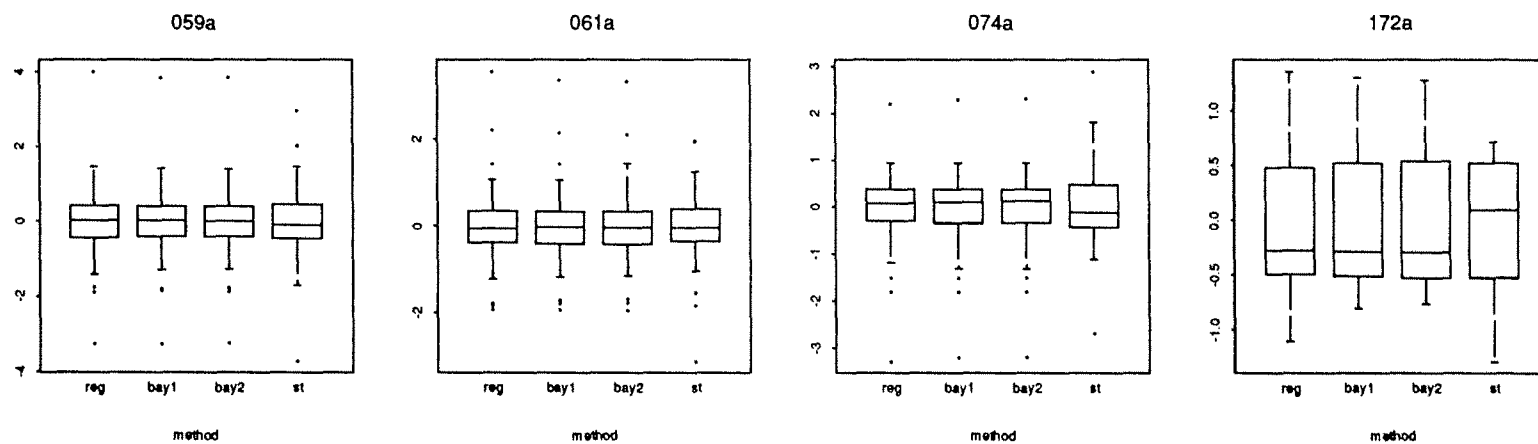 059a
4
2
0
-2
-4
reg bay1 bay2 st
method
061a
2
0
-2
reg bay1 bay2 st
method
074a
3
2
1
0
-1
-2
-3
reg bay1 bay2 st
method
172a
1.0
0.5
0.0
-0.5
-1.0
reg bay1 bay2 st
method